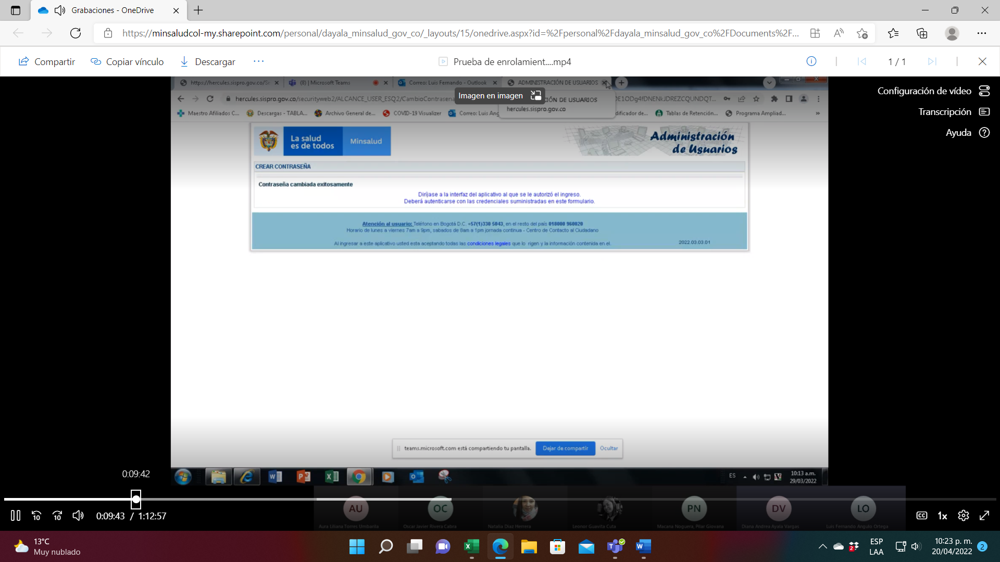 Grabaciones - OneDrive
https://minsaludcol-my.sharepoint.com/personal/dayala_minsalud_gov_co/_layouts/15/onedrive.aspx?id=%2Fpersonal%2Fdayala_minsalud_gov_co%2FDocuments%2F...
Compartir
Copiar vínculo
Descargar
Prueba de enrolamient....mp4
1 / 1
https://hercules.sispro.gov.co/Se
(8) | Microsoft Teams
Correo: Luis Fernando - Outlook
ADMINISTRACIÓN DE USUARIOS
Configuración de vídeo
Transcripción
Ayuda
hercules.sispro.gov.co/securityweb2/ALCANCE_USER_ESQ2/CambioContrasena
Imagen en imagen
IÓN DE USUARIOS
hercules.sispro.gov.co
Maestro Afiliados C...
Descargas - TABLA...
Archivo General de...
COVID-19 Visualizer
Correo: Luis Ang
dificador de...
Tablas de Retención...
Programa Ampliad...
La salud
es de todos
Minsalud
Administración
de Usuarios
CREAR CONTRASEÑA
Contraseña cambiada exitosamente
Diríjase a la interfaz del aplicativo al que se le autorizó el ingreso.
Deberá autenticarse con las credenciales suministradas en este formulario.
Atención al usuario: Teléfono en Bogotá D.C. +57(1)330 5043, en el resto del país 018000 960020
Horario de lunes a viernes 7am a 9pm, sabados de 8am a 1pm jornada continua - Centro de Contacto al Ciudadano
Al ingresar a este aplicativo usted esta aceptando todas las condiciones legales que lo rigen y la información contenida en el.
2022.03.03.01
teams.microsoft.com está compartiendo tu pantalla.
Dejar de compartir
Ocultar
ES
10:13 a.m.
29/03/2022
0:09:42
AU
OC
PN
DV
LO
Aura Liliana Torres Umbarila
Oscar Javier Rivera Cabra
Natalia Diaz Herrera
Leonor Guavita Cuta
Macana Noguera, Pilar Giovana
Diana Andrea Ayala Vargas
Luis Fernando Angulo Ortega
0:09:43 / 1:12:57
CC
1x
13°C
Muy nublado
ESP
LAA
10:23 p. m.
20/04/2022
2